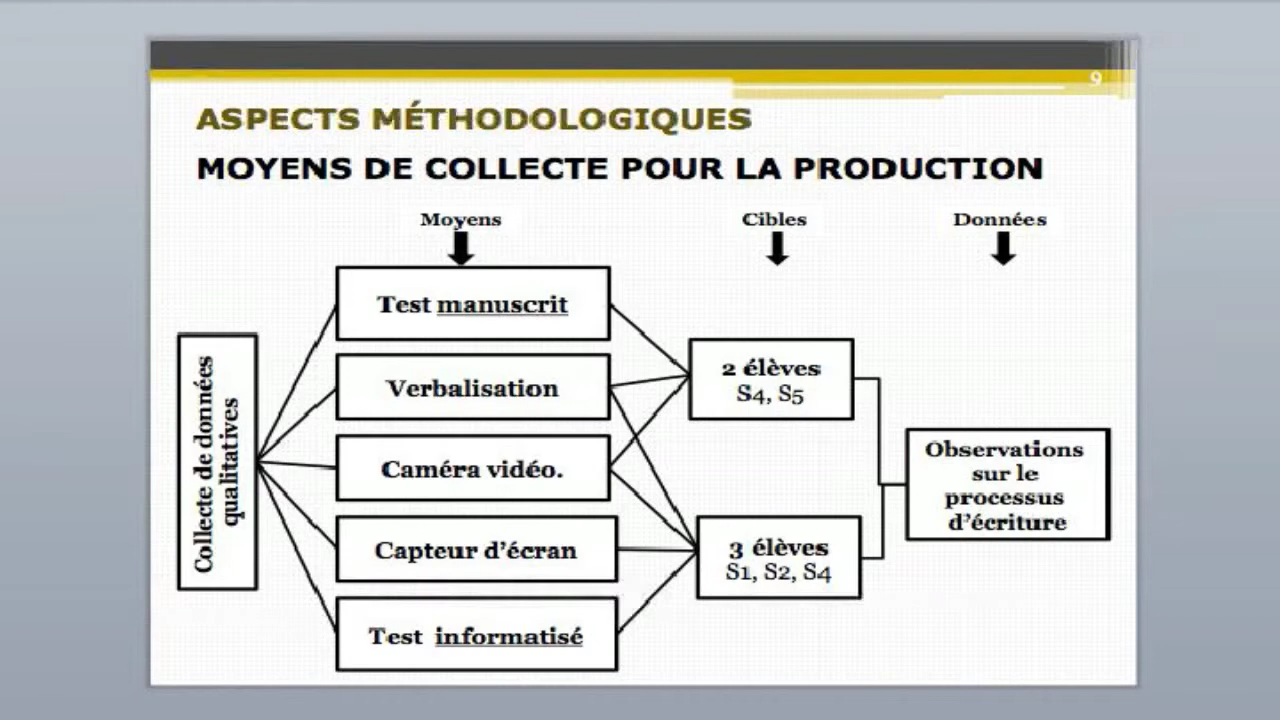 9
ASPECTS MÉTHODOLOGIQUES
MOYENS DE COLLECTE POUR LA PRODUCTION
Moyens
Cibles
Données
Collecte de données
qualitatives
Test manuscrit
Verbalisation
Caméra vidéo.
Capteur d’écran
Test informatisé
2 élèves
S4, S5
3 élèves
S1, S2, S4
Observations
sur le
processus
d’écriture